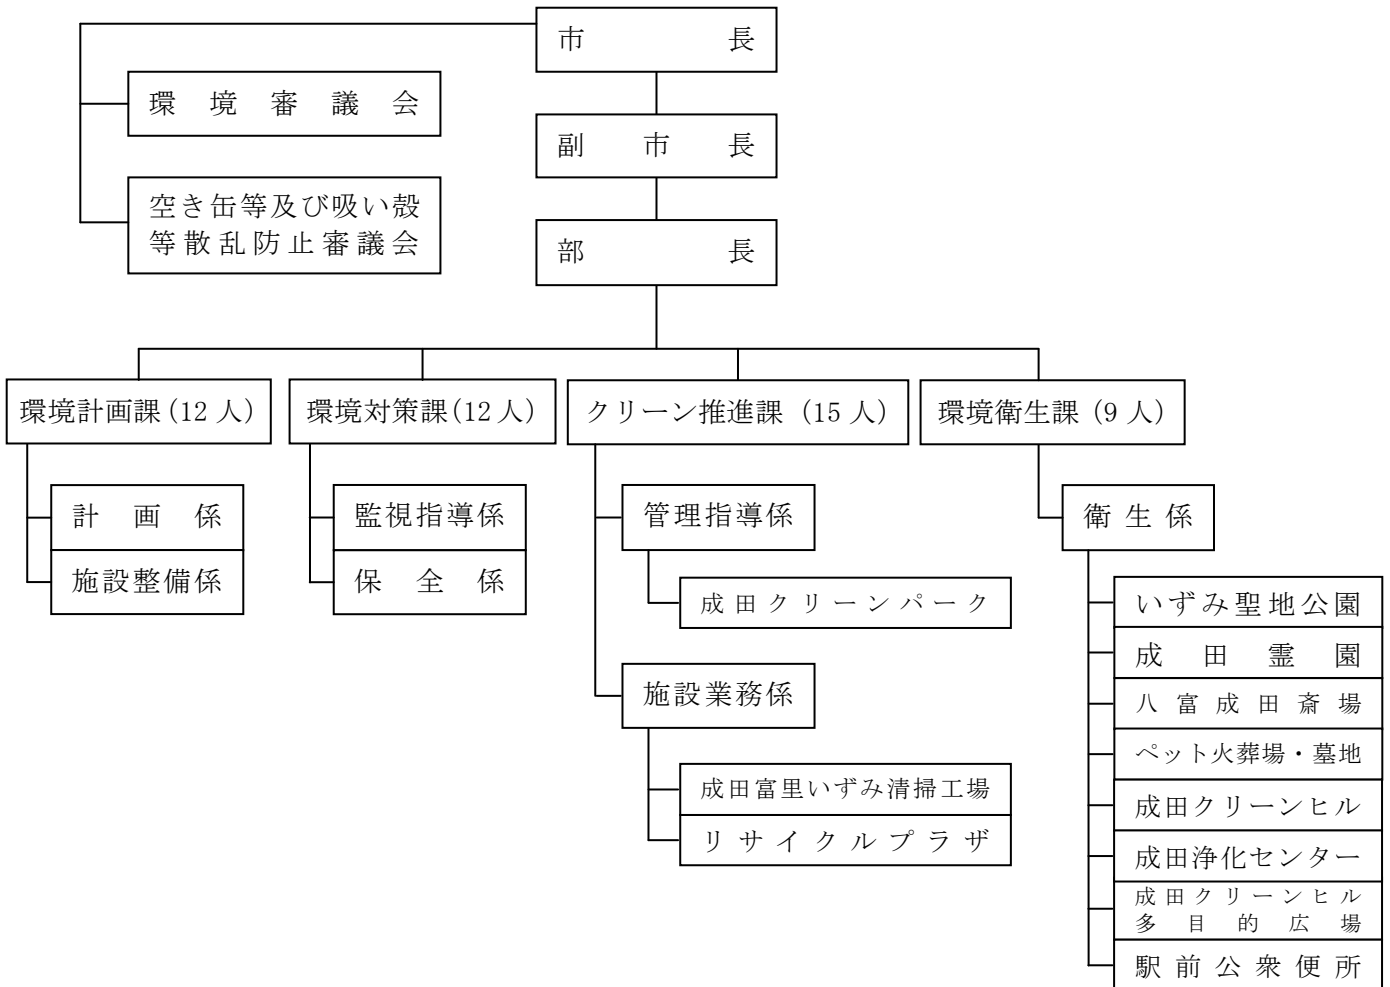 市長
環境審議会
副市長
空き缶等及び吸い殻
等散乱防止審議会
部長
環境計画課(12人)
環境対策課(12人)
クリーン推進課(15人)
環境衛生課(9人)
計画係
施設整備係
監視指導係
保全係
管理指導係
成田クリーンパーク
施設業務係
成田富里いずみ清掃工場
リサイクルプラザ
衛生係
いずみ聖地公園
成田霊園
八富成田斎場
ペット火葬場・墓地
成田クリーンヒル
成田浄化センター
成田クリーンヒル
多目的広場
駅前公衆便所